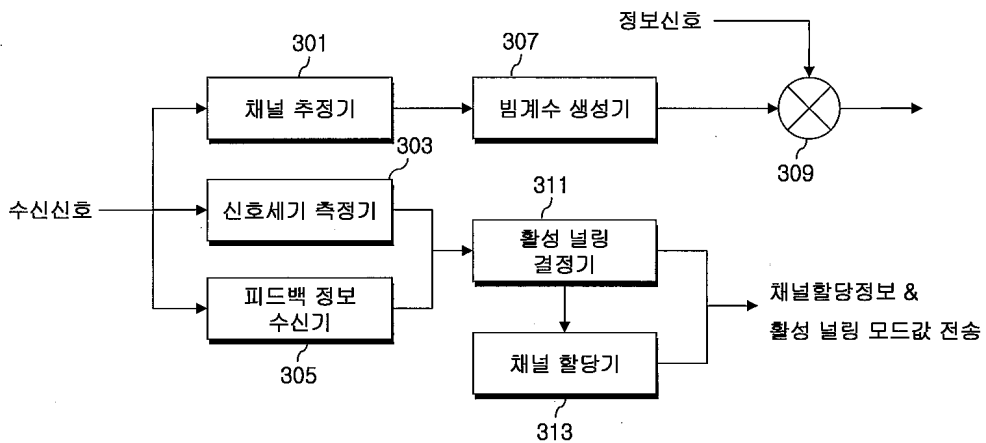 정보신호
301
307
채널 추정기
빔계수 생성기
309
303
수신신호
신호세기 측정기
311
활성 널링
결정기
피드백 정보
수신기
채널할당정보 &
활성 널링 모드값 전송
305
채널 할당기
313